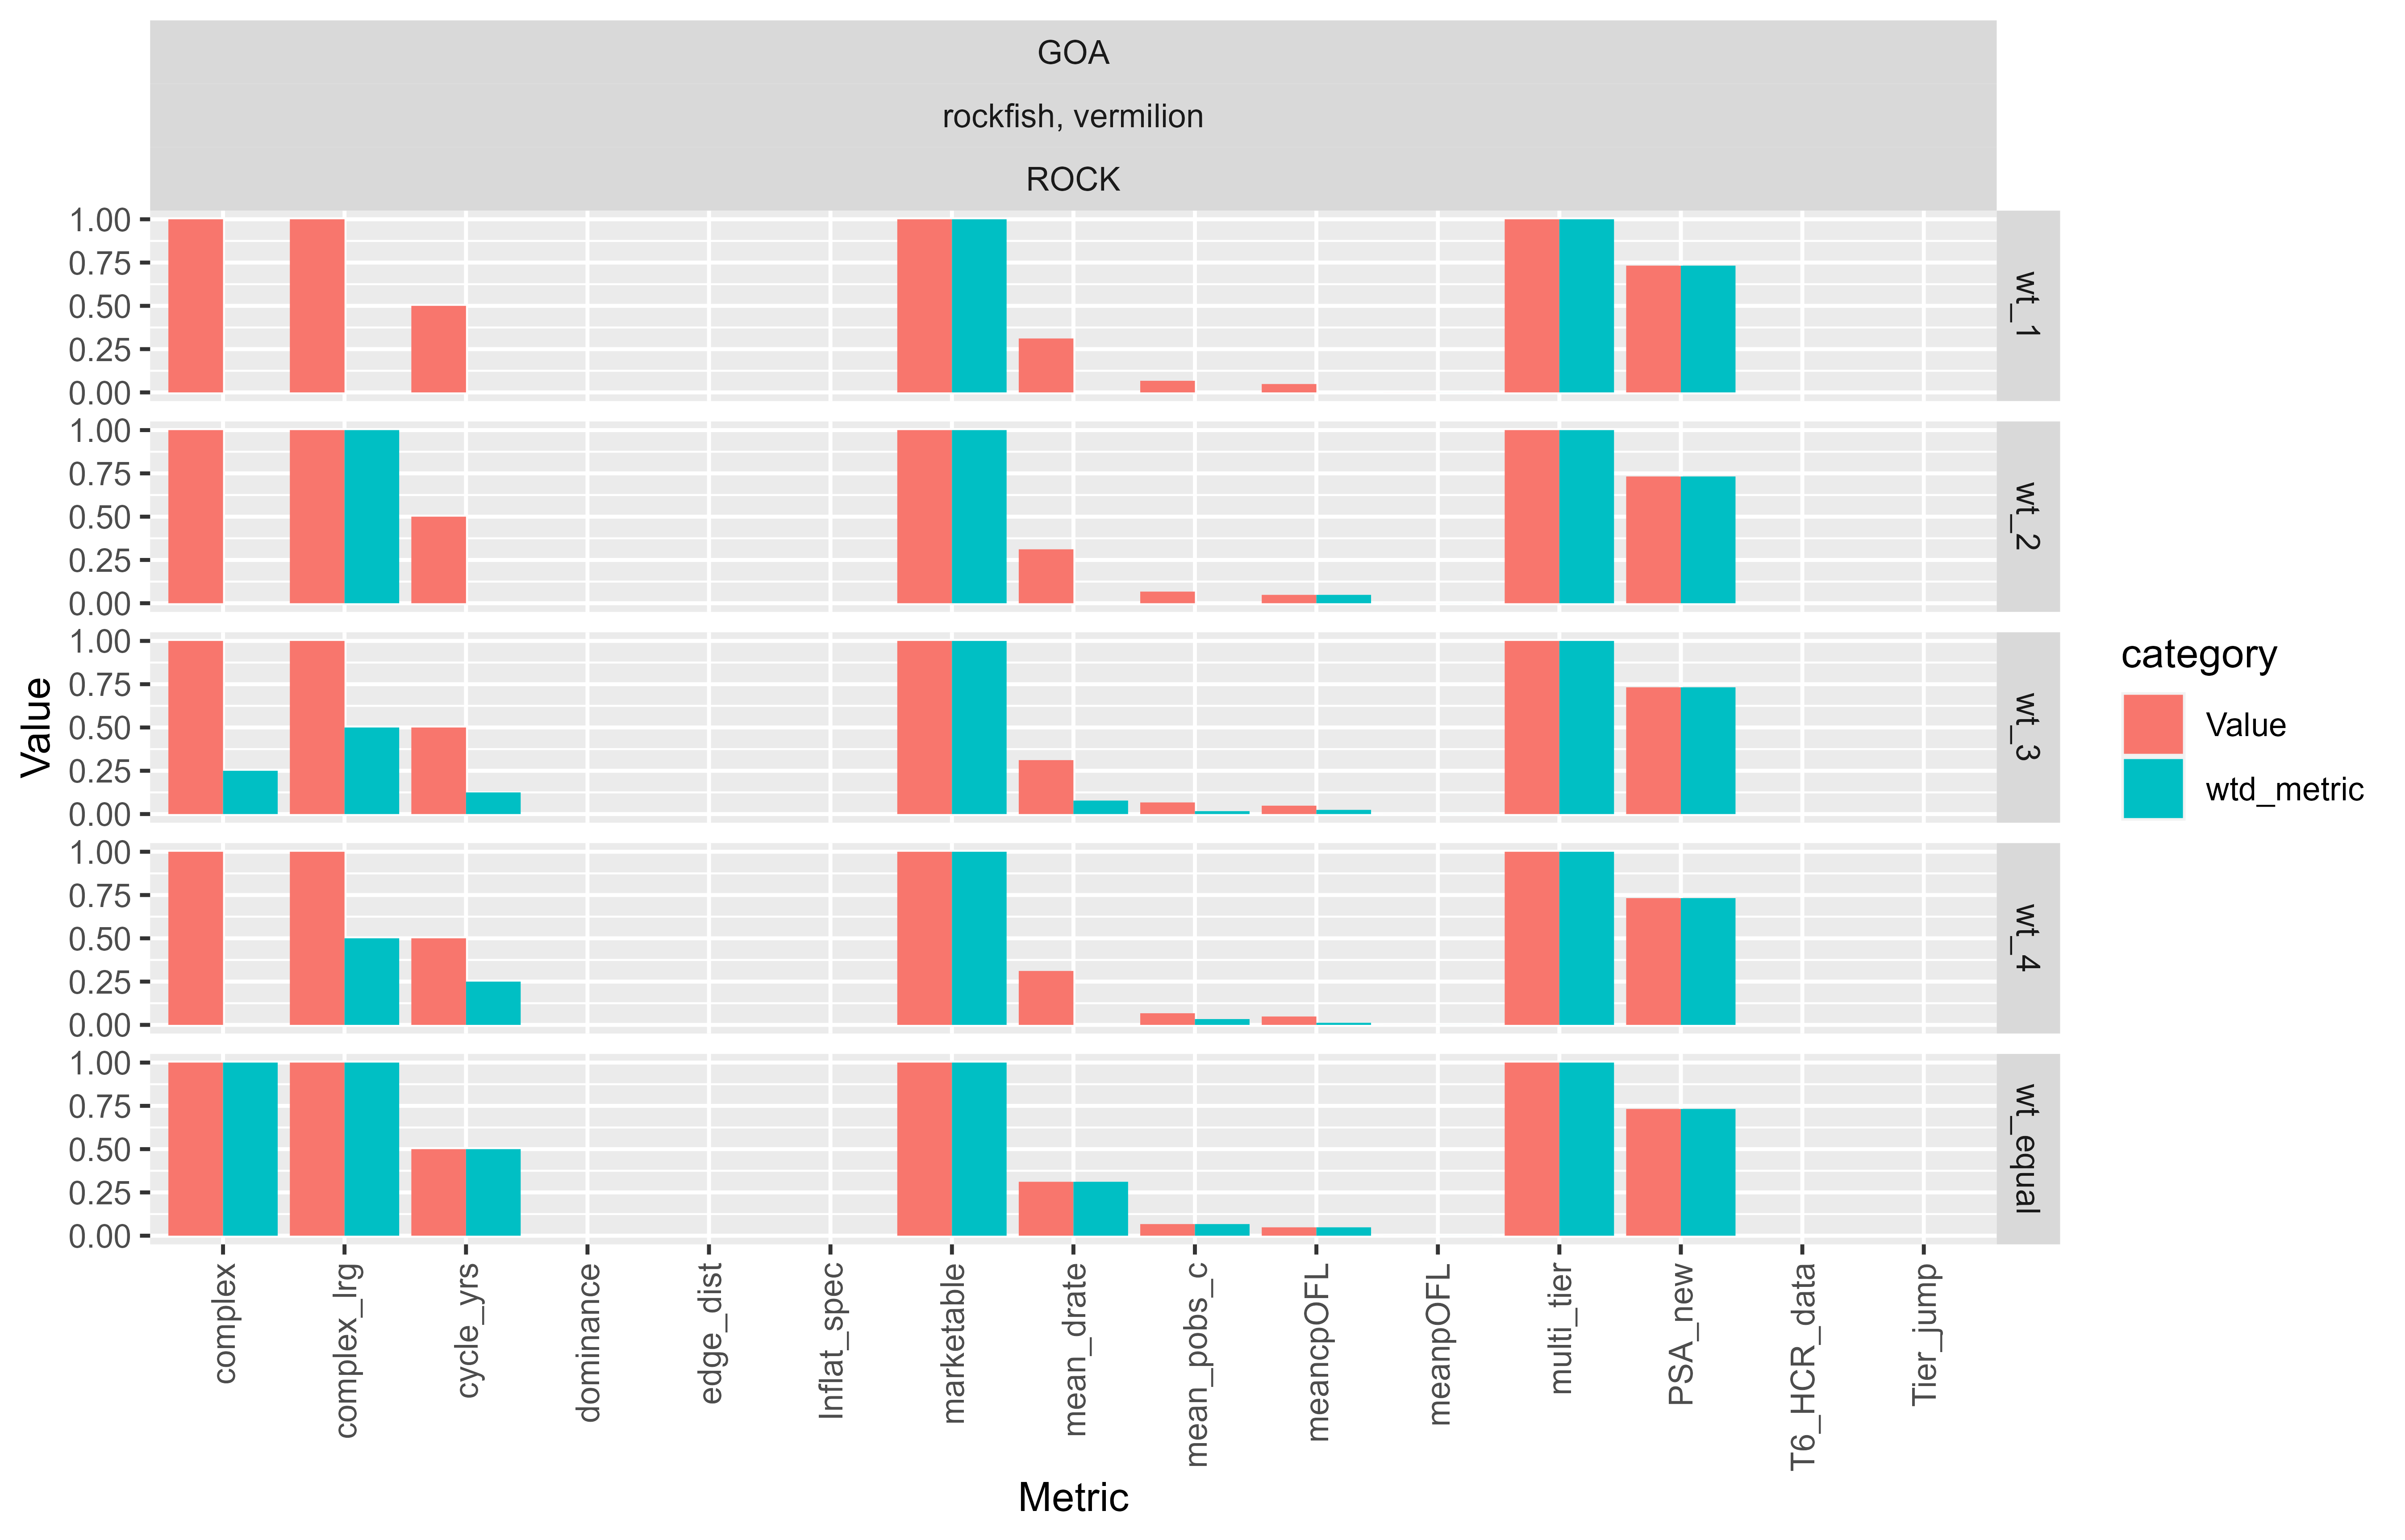 GOA
rockfish, vermilion
ROCK
1.00
0.75
0.50
0.25
0.00
wt_1
1.00
0.75
0.50
0.25
0.00
wt_2
1.00
0.75
0.50
0.25
0.00
wt_3
1.00
0.75
0.50
0.25
0.00
wt_4
1.00
0.75
0.50
0.25
0.00
wt_equal
Value
complex
complex_lrg
cycle_yrs
dominance
edge_dist
Inflat_spec
marketable
mean_drate
mean_pobs_c
meancpOFL
meanpOFL
multi_tier
PSA_new
T6_HCR_data
Tier_jump
Metric
category
Value
wtd_metric